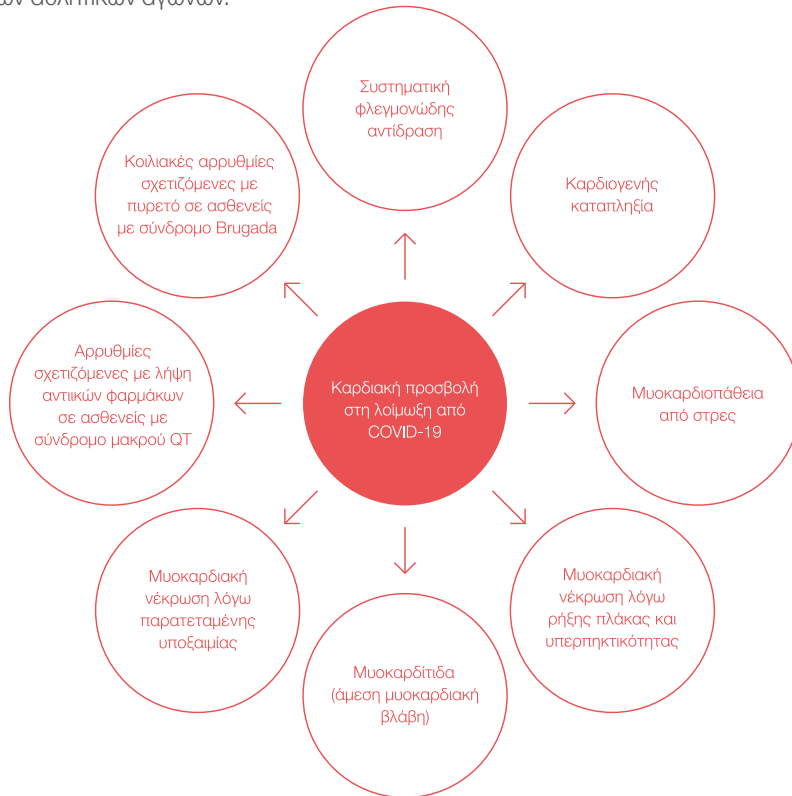 αθλητικών αγώνων.
Συστηματική
φλεγμονώδης
αντίδραση
Κοιλιακές αρρυθμίες
σχετιζόμενες με
πυρετό σε ασθενείς
με σύνδρομο Brugada
Καρδιογενής
καταπληξία
Αρρυθμίες
σχετιζόμενες με λήψη
αντιικών φαρμάκων
σε ασθενείς με
σύνδρομο μακρού QT
Καρδιακή προσβολή
στη λοίμωξη από
COVID-19
Μυοκαρδιοπάθεια
από στρες
Μυοκαρδιακή
νέκρωση λόγω
παρατεταμένης
υποξαιμίας
Μυοκαρδίτιδα
(άμεση μυοκαρδιακή
βλάβη)
Μυοκαρδιακή
νέκρωση λόγω
ρήξης πλάκας και
υπερπηκτικότητας